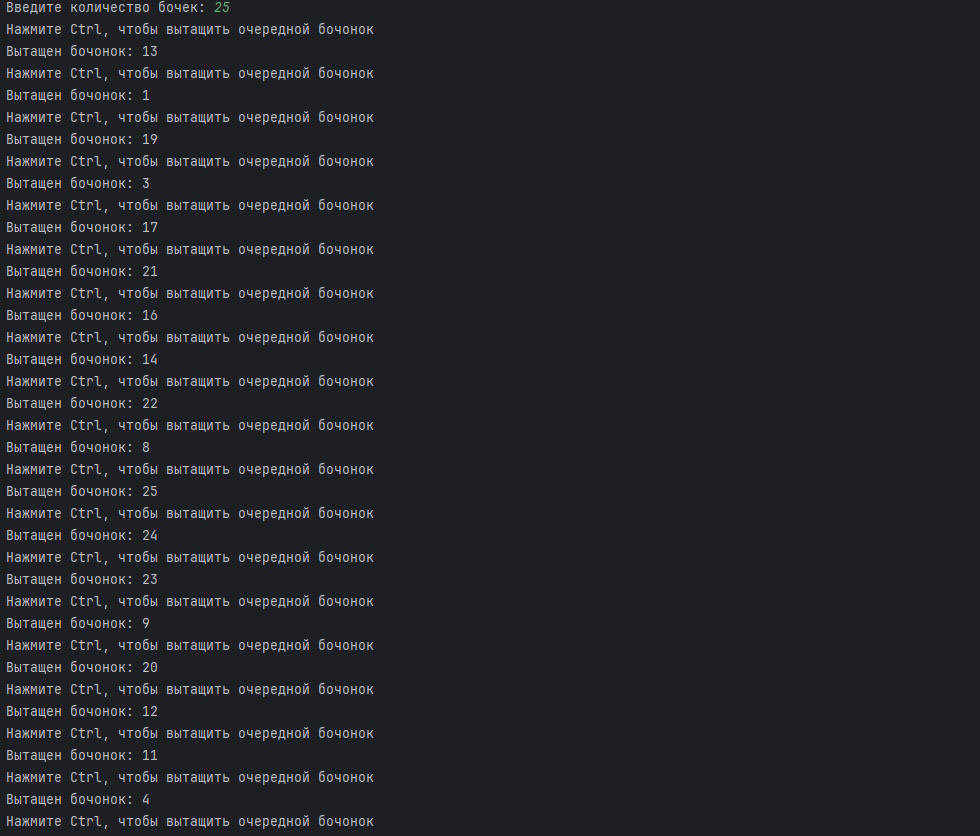 Введите количество бочек: 25
Нажмите Ctrl, чтобы вытащить очередной бочонок
Вытащен бочонок: 13
Нажмите Ctrl, чтобы вытащить очередной бочонок
Вытащен бочонок: 1
Нажмите Ctrl, чтобы вытащить очередной бочонок
Вытащен бочонок: 19
Нажмите Ctrl, чтобы вытащить очередной бочонок
Вытащен бочонок: 3
Нажмите Ctrl, чтобы вытащить очередной бочонок
Вытащен бочонок: 17
Нажмите Ctrl, чтобы вытащить очередной бочонок
Вытащен бочонок: 21
Нажмите Ctrl, чтобы вытащить очередной бочонок
Вытащен бочонок: 16
Нажмите Ctrl, чтобы вытащить очередной бочонок
Вытащен бочонок: 14
Нажмите Ctrl, чтобы вытащить очередной бочонок
Вытащен бочонок: 22
Нажмите Ctrl, чтобы вытащить очередной бочонок
Вытащен бочонок: 8
Нажмите Ctrl, чтобы вытащить очередной бочонок
Вытащен бочонок: 25
Нажмите Ctrl, чтобы вытащить очередной бочонок
Вытащен бочонок: 24
Нажмите Ctrl, чтобы вытащить очередной бочонок
Вытащен бочонок: 23
Нажмите Ctrl, чтобы вытащить очередной бочонок
Вытащен бочонок: 9
Нажмите Ctrl, чтобы вытащить очередной бочонок
Вытащен бочонок: 20
Нажмите Ctrl, чтобы вытащить очередной бочонок
Вытащен бочонок: 12
Нажмите Ctrl, чтобы вытащить очередной бочонок
Вытащен бочонок: 11
Нажмите Ctrl, чтобы вытащить очередной бочонок
Вытащен бочонок: 4
Нажмите Ctrl, чтобы вытащить очередной бочонок